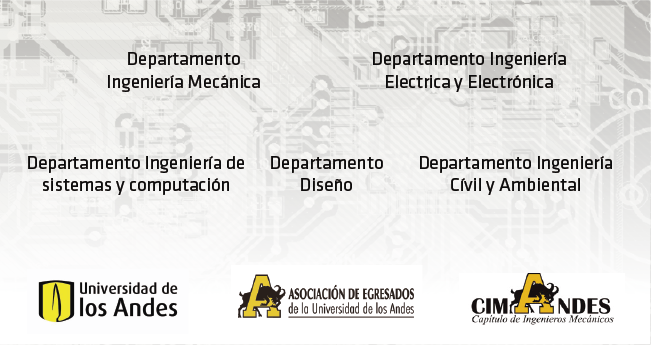 Departamento
Ingeniería Mecánica
Departamento Ingeniería
Electrica y Electrónica
Departamento Ingeniería de
sistemas y computación
Departamento
Diseño
Departamento Ingeniería
Cívil y Ambiental
Universidad de
los Andes
ASOCIACIÓN DE EGRESADOS
de la Universidad de los Andes
CIMANDES
Capítulo de Ingenieros Mecánicos